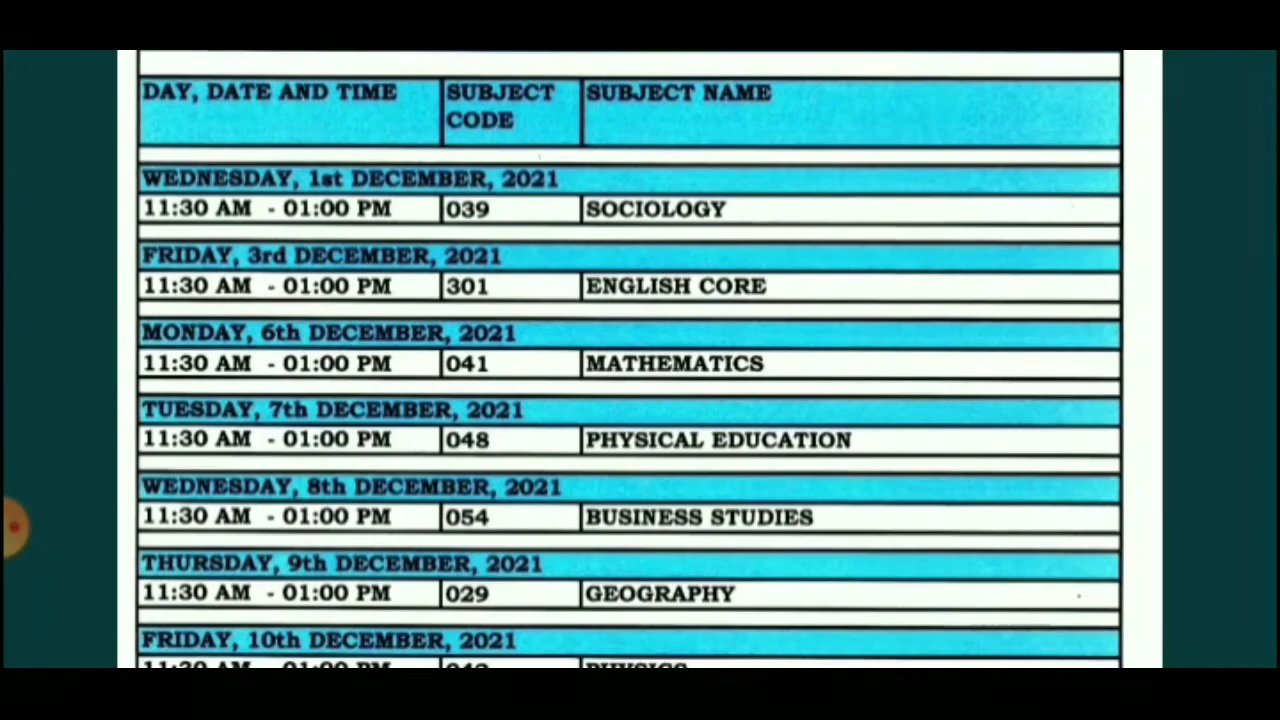 DAY, DATE AND TIME SUBJECT CODE SUBJECT NAME
WEDNESDAY, 1st DECEMBER, 2021
11:30 AM - 01:00 PM 039 SOCIOLOGY
FRIDAY, 3rd DECEMBER, 2021
11:30 AM - 01:00 PM 301 ENGLISH CORE
MONDAY, 6th DECEMBER, 2021
11:30 AM - 01:00 PM 041 MATHEMATICS
TUESDAY, 7th DECEMBER, 2021
11:30 AM - 01:00 PM 048 PHYSICAL EDUCATION
WEDNESDAY, 8th DECEMBER, 2021
11:30 AM - 01:00 PM 054 BUSINESS STUDIES
THURSDAY, 9th DECEMBER, 2021
11:30 AM - 01:00 PM 029 GEOGRAPHY
FRIDAY, 10th DECEMBER, 2021